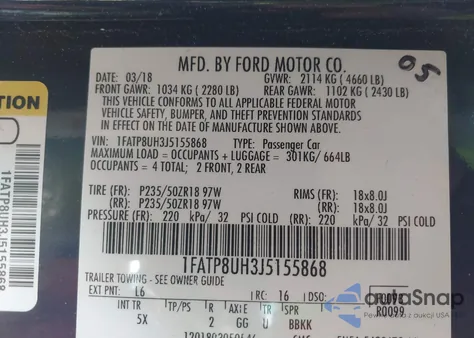 MFD. BY FORD MOTOR CO.
05
DATE: 03/18 GVWR: 2114 KG ( 4660 LB)
FRONT GAWR: 1034 KG ( 2280 LB) REAR GAWR: 1102 KG ( 2430 LB)
THIS VEHICLE CONFORMS TO ALL APPLICABLE FEDERAL MOTOR
VEHICLE SAFETY, BUMPER, AND THEFT PREVENTION STANDARDS
IN EFFECT ON THE DATE OF MANUFACTURE SHOWN ABOVE.
VIN: 1FATP8UH3J5155868 TYPE: Passenger Car
MAXIMUM LOAD = OCCUPANTS + LUGGAGE = 301KG/ 664LB
OCCUPANTS = 4 TOTAL; 2 FRONT, 2 REAR
TIRE (FR): P235/50ZR18 97W RIMS (FR): 18x8.0J
(RR): P235/50ZR18 97W (RR): 18x8.0J
PRESSURE (FR): 220 kPa/ 32 PSI COLD (RR): 220 kPa/ 32 PSI COLD
1FATP8UH3J5155868
TRAILER TOWING - SEE OWNER GUIDE
EXT PNT: L6 RC: 16 DSO:
R0099
INT TR TP/PS R AXLE TR SPR
5X 2 GG U BBKK
TION
1FATP8UH3J5155868
autoSnap